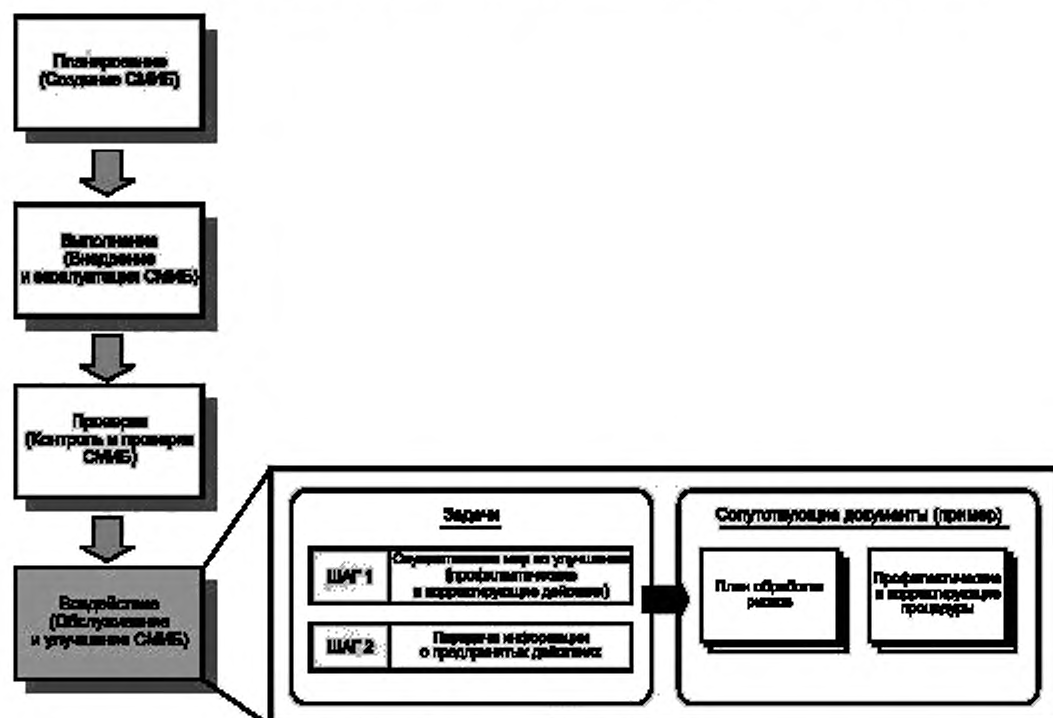 Планирование
(Создание СМИБ)
Выполнение
(Внедрение
и эксплуатация СМИБ)
Проверка
(Контроль и проверка
СМИБ)
Воздействие
(Обслуживание
и улучшение СМИБ)
Задачи
ШАГ 1
Осуществление мер по улучшению
(профилактические
и корректирующие действия)
ШАГ 2
Передача информации
о предпринятых действиях
Сопутствующие документы (пример)
План обработки
рисков
Профилактические
и корректирующие
процедуры